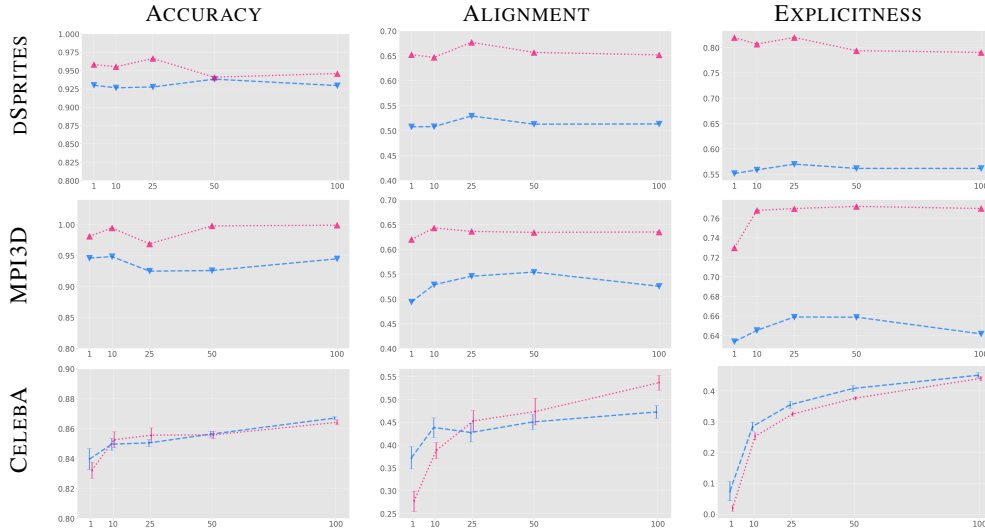 ACCURACY ALIGNMENT EXPLICITNESS
DSPRITES
1.000 0.975 0.950 0.925 0.900 0.875 0.850 0.825 0.800
1 10 25 50 100
0.70 0.65 0.60 0.55 0.50 0.45 0.40
1 10 25 50 100
0.80 0.75 0.70 0.65 0.60 0.55
1 10 25 50 100
MPI3D
1.00 0.95 0.90 0.85 0.80
1 10 25 50 100
0.70 0.65 0.60 0.55 0.50 0.45 0.40
1 10 25 50 100
0.76 0.74 0.72 0.70 0.68 0.66 0.64
1 10 25 50 100
CELEBA
0.90 0.88 0.86 0.84 0.82 0.80
1 10 25 50 100
0.55 0.50 0.45 0.40 0.35 0.30 0.25
1 10 25 50 100
0.4 0.3 0.2 0.1 0.0
1 10 25 50 100